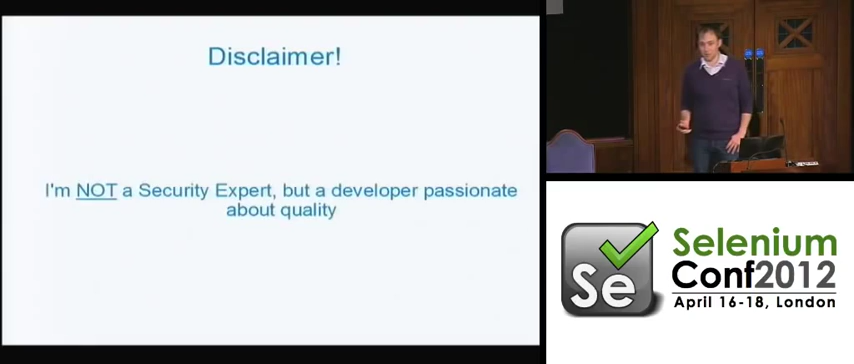 Disclaimer!
I'm NOT a Security Expert, but a developer passionate
about quality
Se
Selenium
Conf2012
April 16-18, London